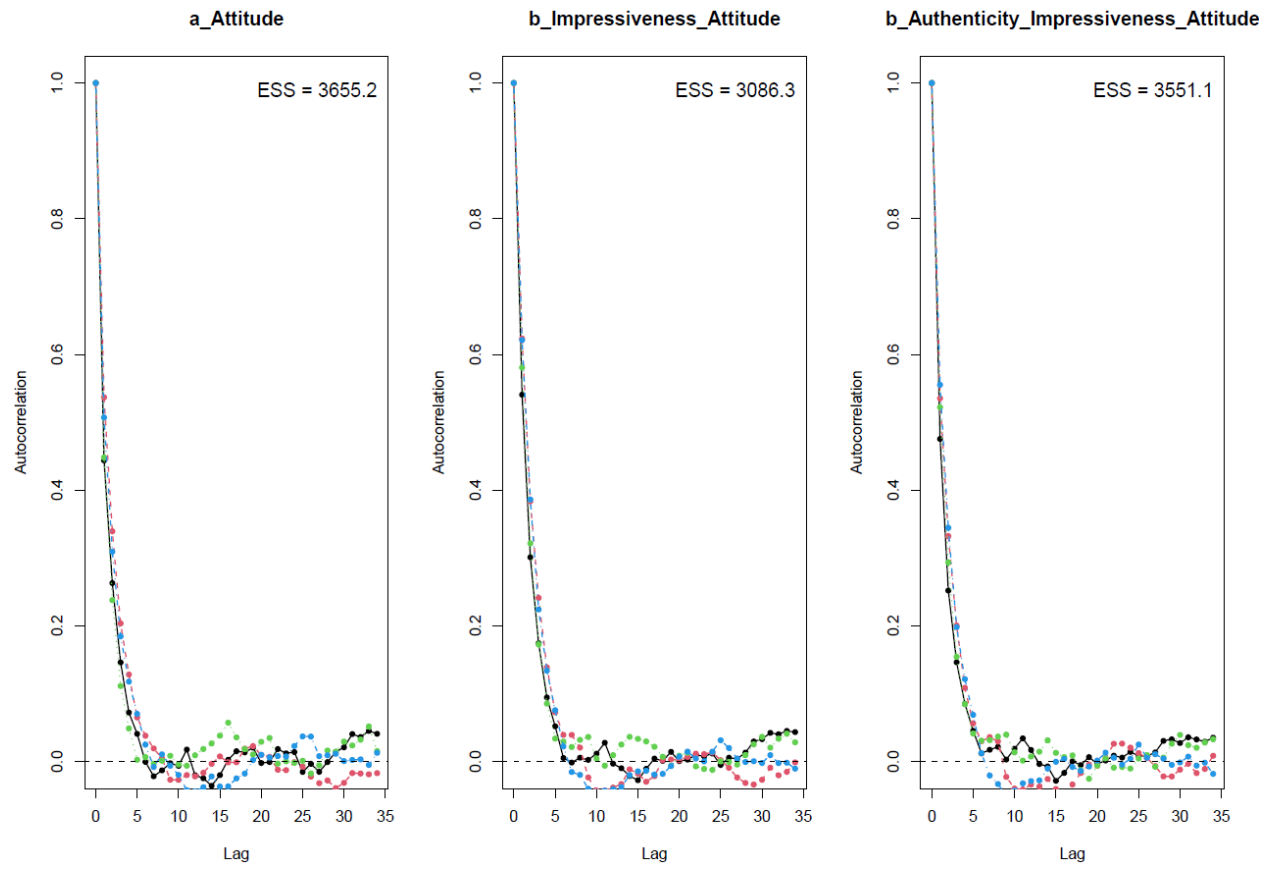 a_Attitude
ESS = 3655.2
Autocorrelation
1.0
0.8
0.6
0.4
0.2
0.0
0 5 10 15 20 25 30 35
Lag
b_Impressiveness_Attitude
ESS = 3086.3
Autocorrelation
1.0
0.8
0.6
0.4
0.2
0.0
0 5 10 15 20 25 30 35
Lag
b_Authenticity_Impressiveness_Attitude
ESS = 3551.1
Autocorrelation
1.0
0.8
0.6
0.4
0.2
0.0
0 5 10 15 20 25 30 35
Lag